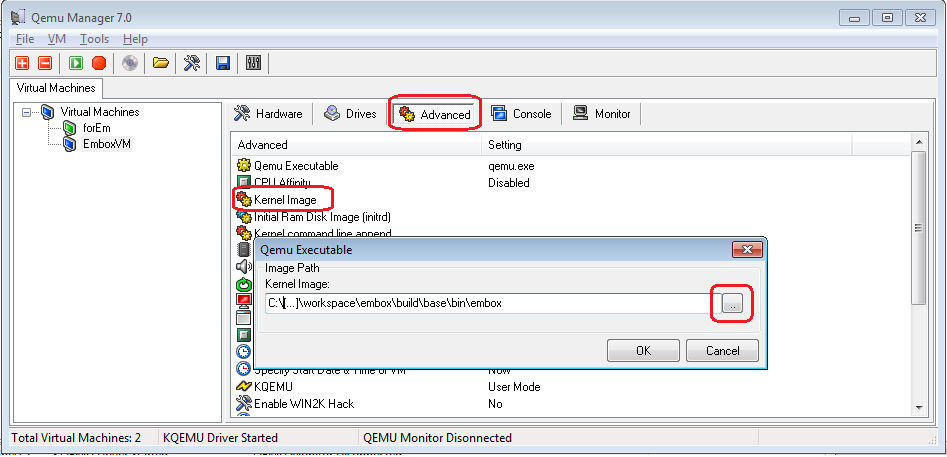 Qemu Manager 7.0
File VM Tools Help
Virtual Machines
Virtual Machines
forEm
EmboxVM
Hardware Drives Advanced Console Monitor
Advanced Setting
Qemu Executable qemu.exe
CPU Affinity Disabled
Kernel Image
Initial Ram Disk Image (initrd)
Kernel command line append
Qemu Executable
Image Path
Kernel Image:
C:\[...]\workspace\embox\build\base\bin\embox
..
OK Cancel
Specify Start Date & Time of VM Now
KQEMU User Mode
Enable WIN2K Hack No
Total Virtual Machines: 2 KQEMU Driver Started QEMU Monitor Disonnected